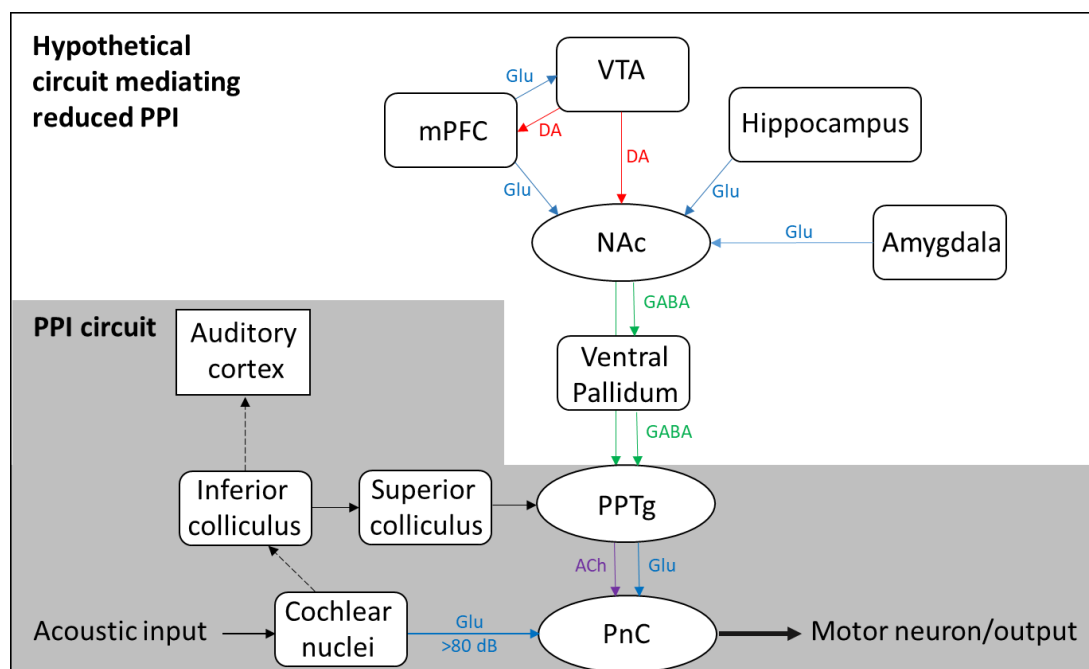 Hypothetical
circuit mediating
reduced PPI
VTA
Glu
mPFC
DA
Hippocampus
DA
Glu
Glu
NAc
Glu
Amygdala
GABA
PPI circuit
Auditory
cortex
Ventral
Pallidum
GABA
Inferior
colliculus
Superior
colliculus
PPTg
ACh
Glu
Acoustic input
Cochlear
nuclei
Glu
>80 dB
PnC
Motor neuron/output